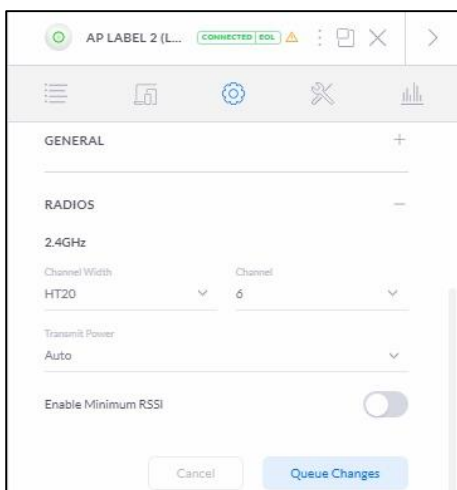 AP LABEL 2 (L... CONNECTED EOL
GENERAL
RADIOS
2.4GHz
Channel Width Channel
HT20 6
Transmit Power
Auto
Enable Minimum RSSI
Cancel Queue Changes